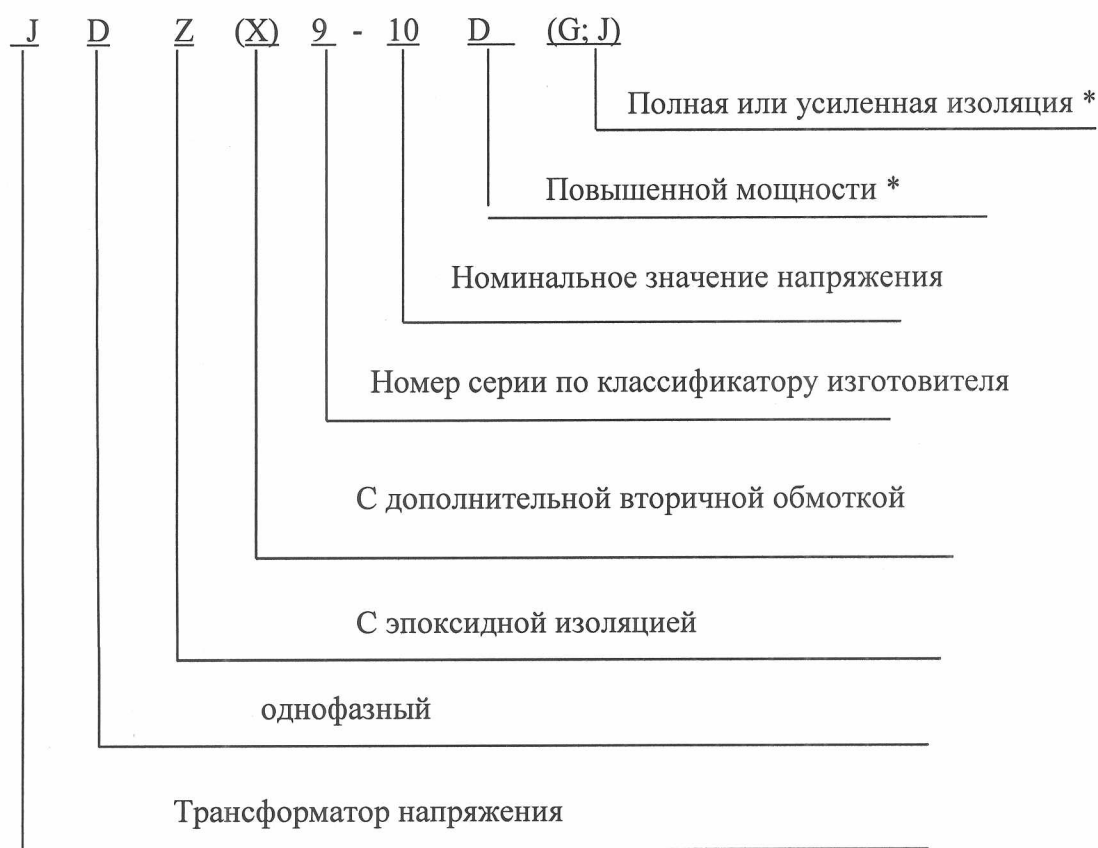 J D Z (X) 9 - 10 D (G; J)
Полная или усиленная изоляция *
Повышенной мощности *
Номинальное значение напряжения
Номер серии по классификатору изготовителя
С дополнительной вторичной обмоткой
С эпоксидной изоляцией
однофазный
Трансформатор напряжения